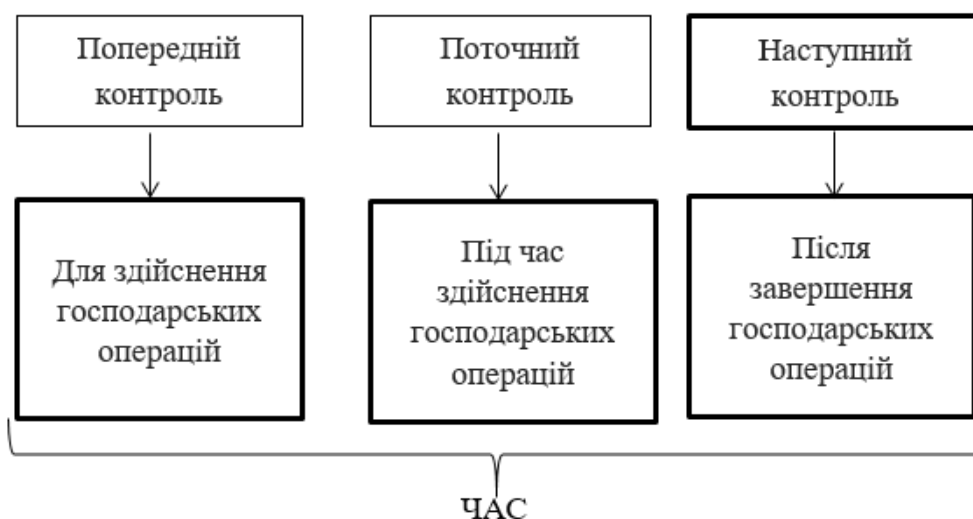 Попередній
контроль
Поточний
контроль
Наступний
контроль
Для здійснення
господарських
операцій
Під час
здійснення
господарських
операцій
Після
завершення
господарських
операцій
ЧАС